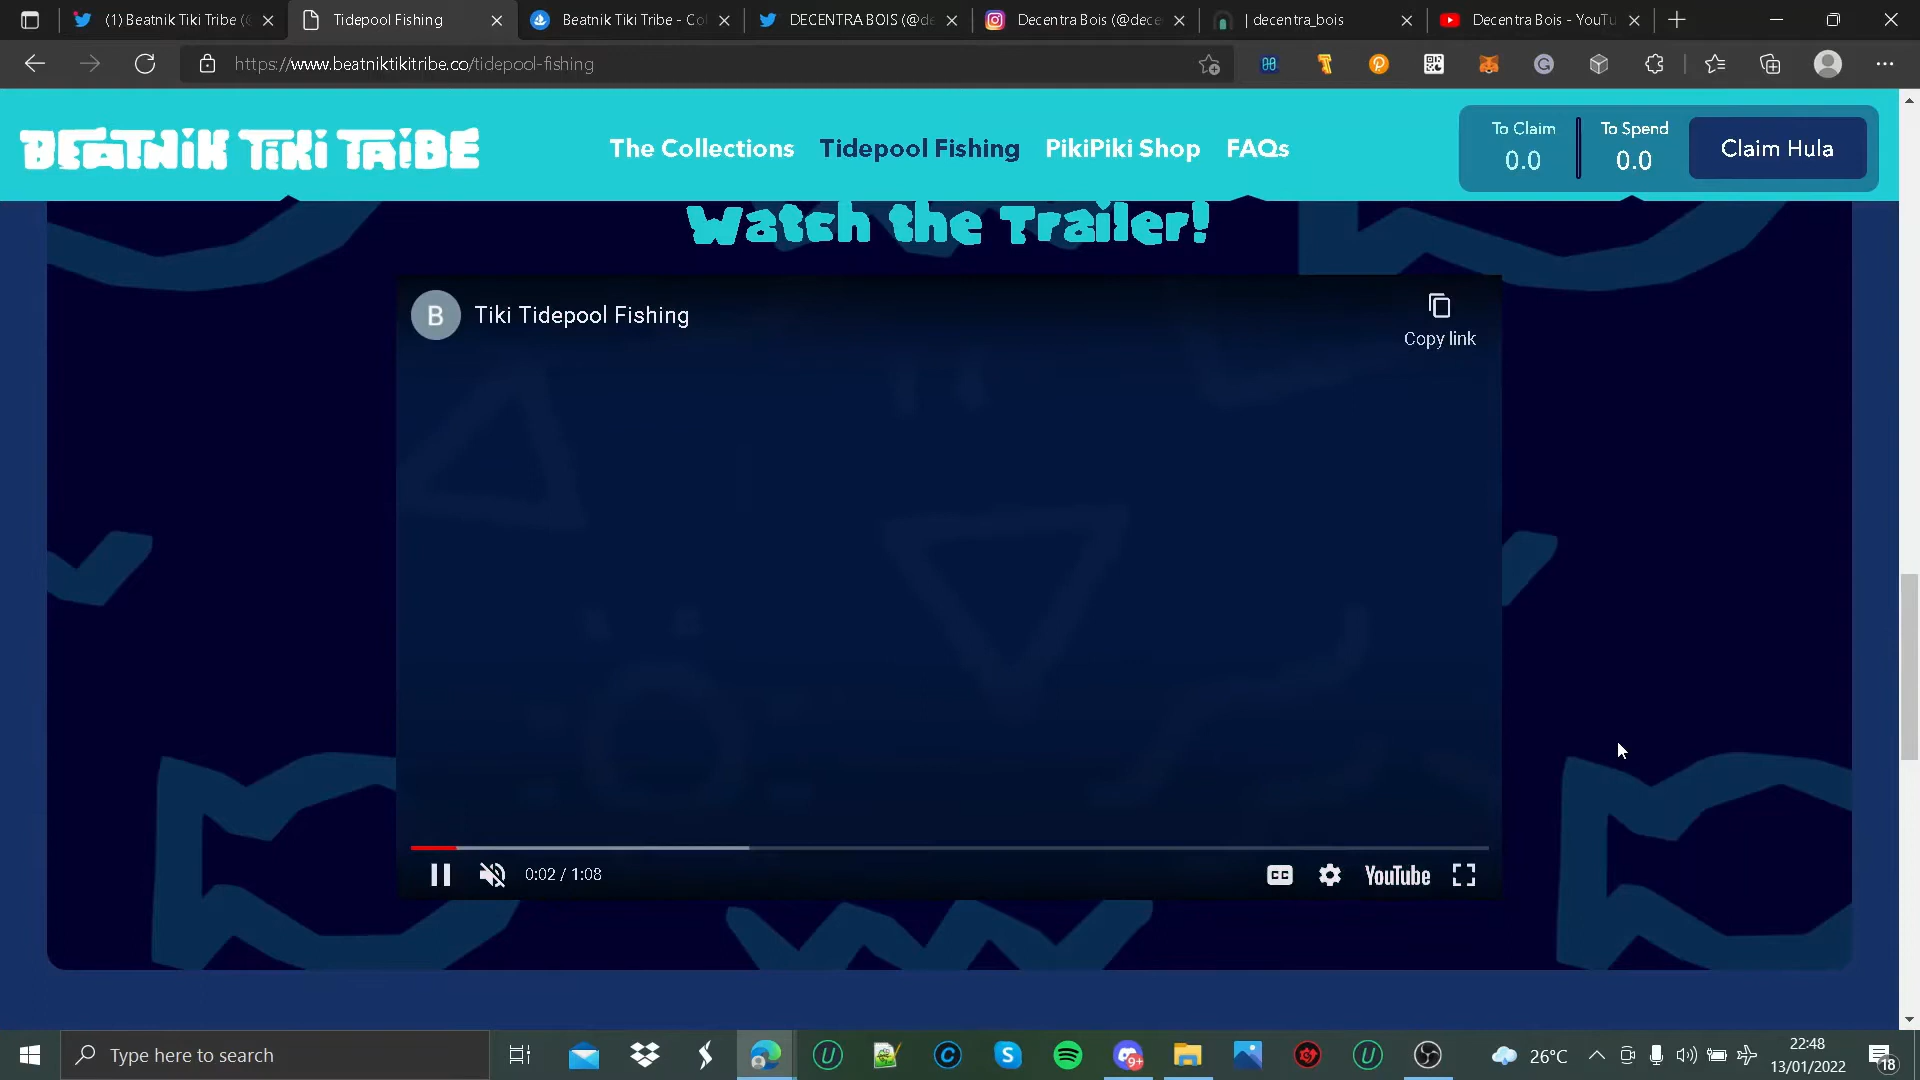 (1) Beatnik Tiki Tribe (@
Tidepool Fishing
Beatnik Tiki Tribe - Col
DECENTRA BOIS (@de
Decentra Bois (@dece
| decentra_bois
Decentra Bois - YouTu
https://www.beatniktikitribe.co/tidepool-fishing
BEATNiK TiKi TRiBE
The Collections
Tidepool Fishing
PikiPiki Shop
FAQs
To Claim
0.0
To Spend
0.0
Claim Hula
Watch the Trailer!
B
Tiki Tidepool Fishing
Copy link
0:02 / 1:08
CC
YouTube
Type here to search
9+
26°C
22:48
13/01/2022
18